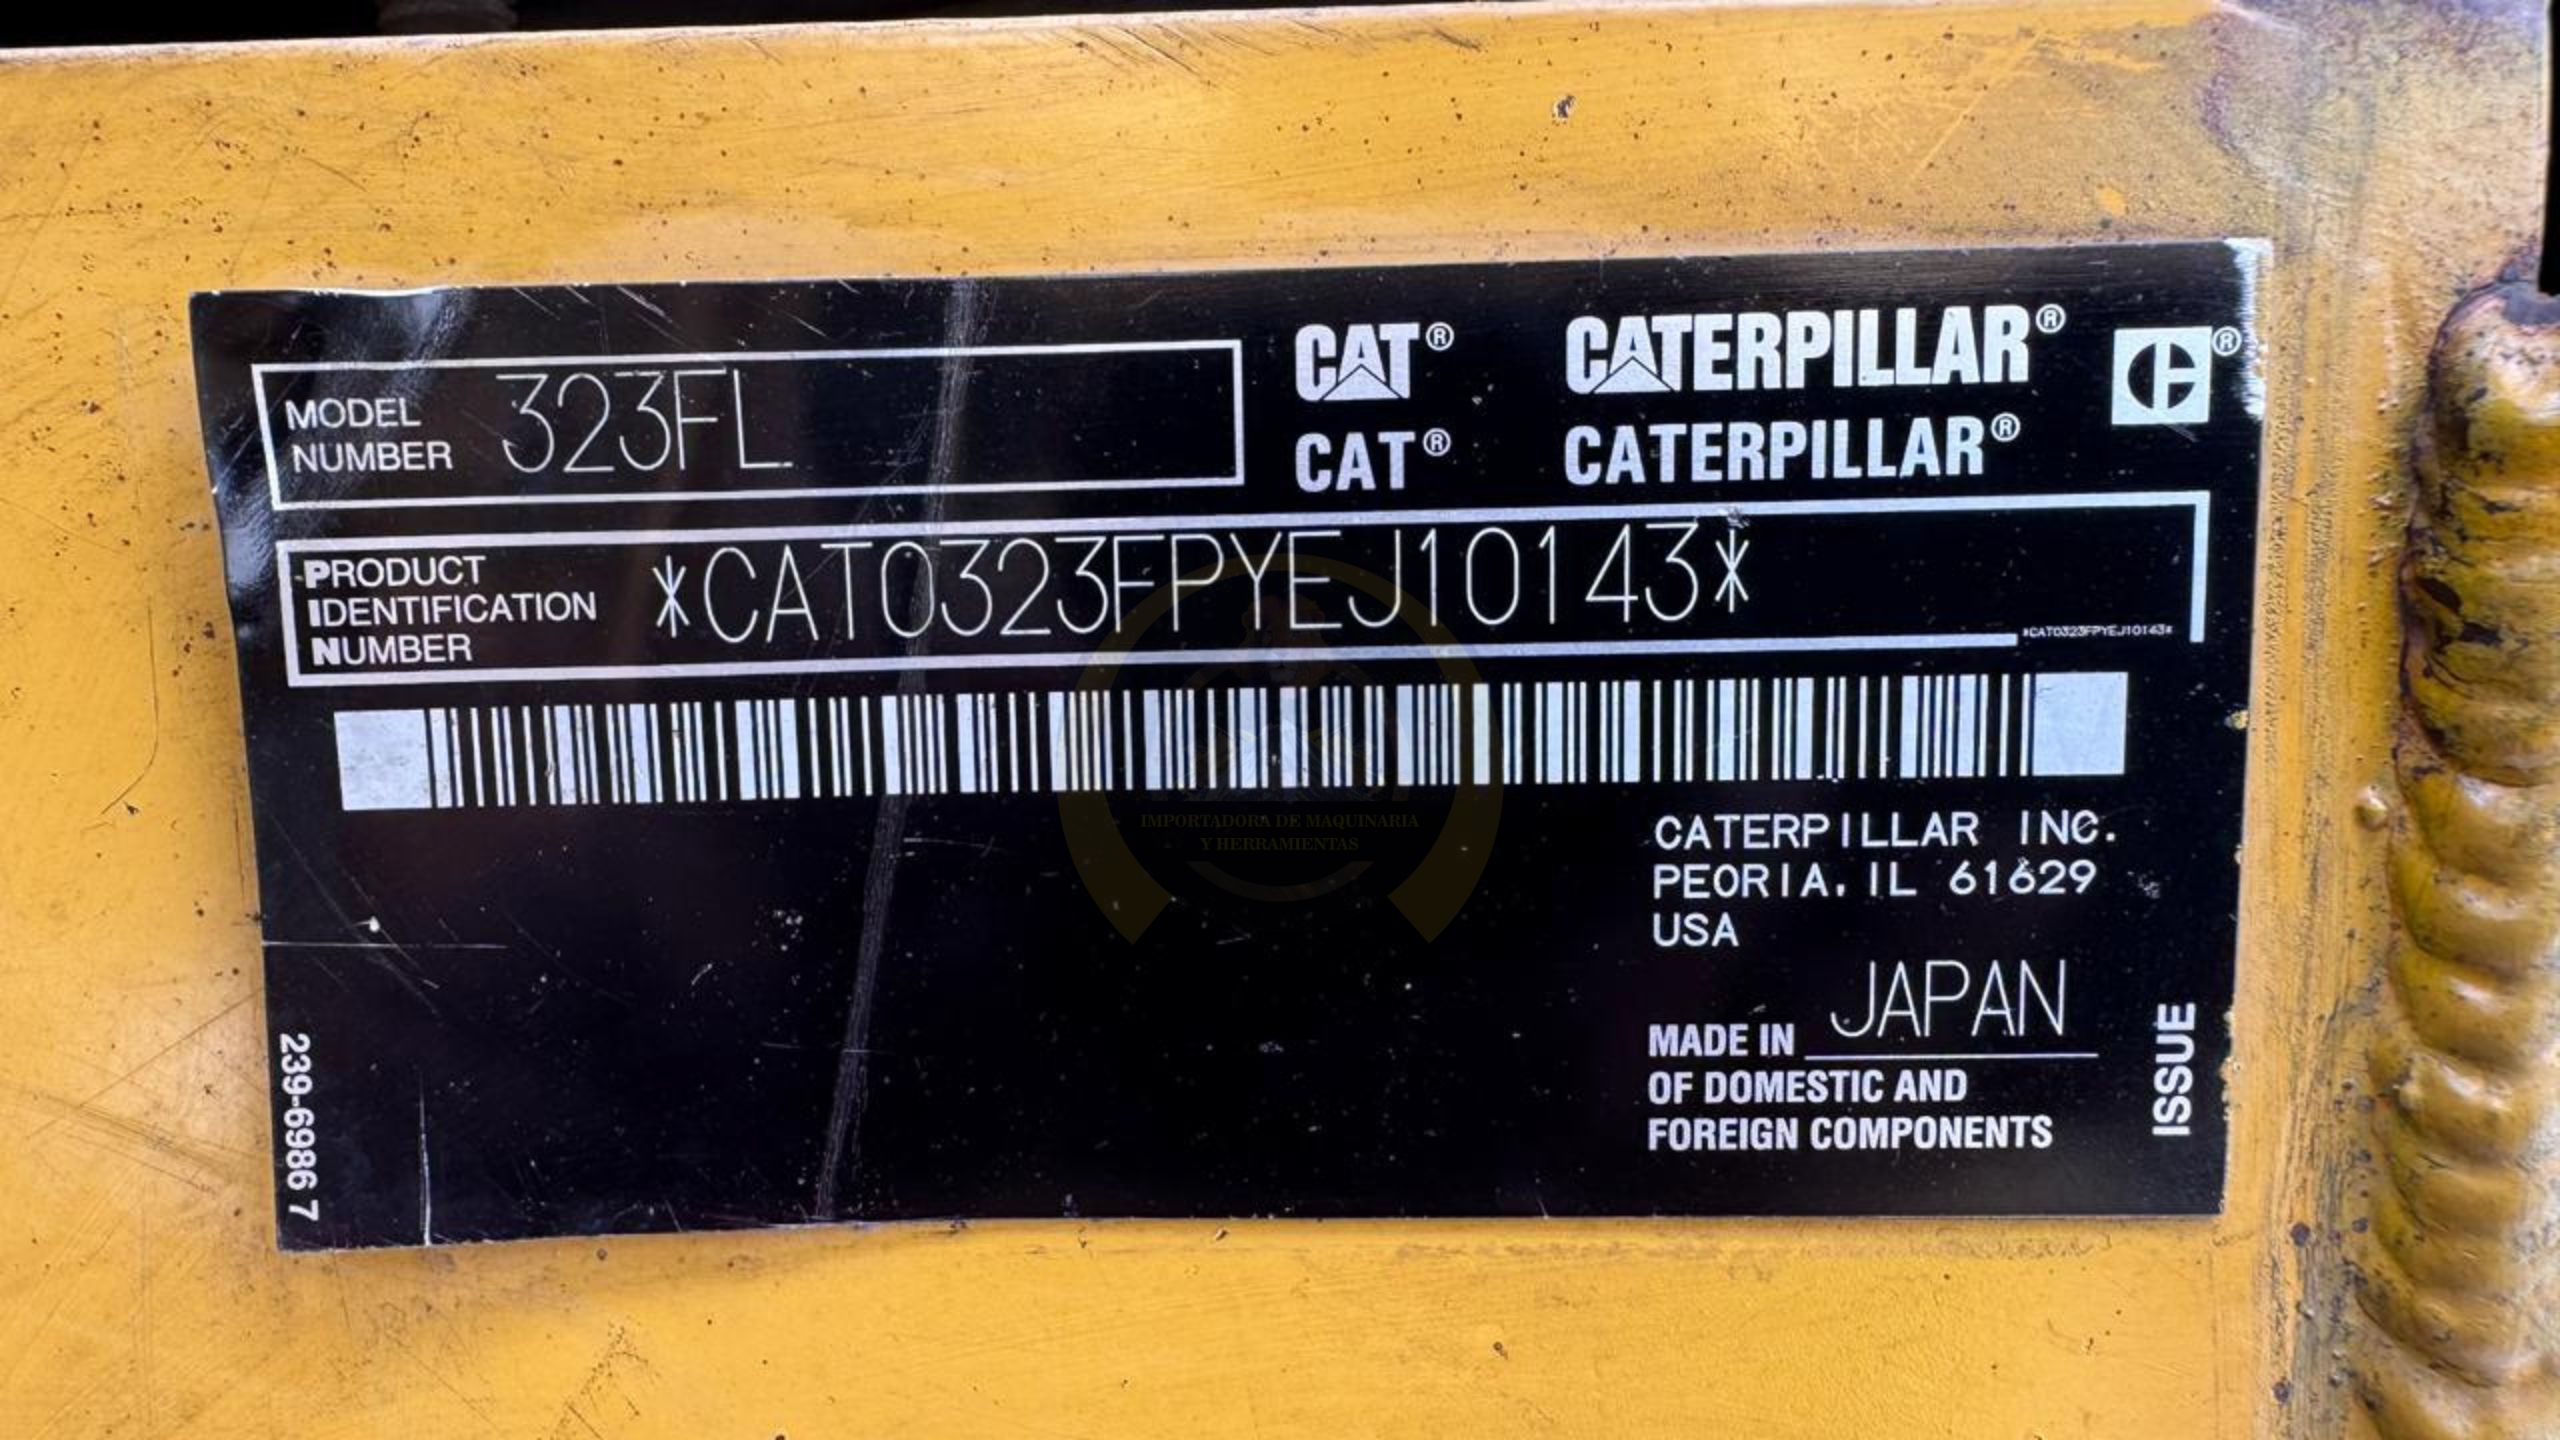 MODEL
NUMBER
323FL
CAT® CATERPILLAR® ®
CAT® CATERPILLAR®
PRODUCT
IDENTIFICATION
NUMBER
*CAT0323FPYEJ10143*
*CAT0323FPYEJ10143*
IMPORTADORA DE MAQUINARIA
Y HERRAMIENTAS
CATERPILLAR INC.
PEORIA, IL 61629
USA
MADE IN JAPAN
OF DOMESTIC AND
FOREIGN COMPONENTS
ISSUE
239-6986 7